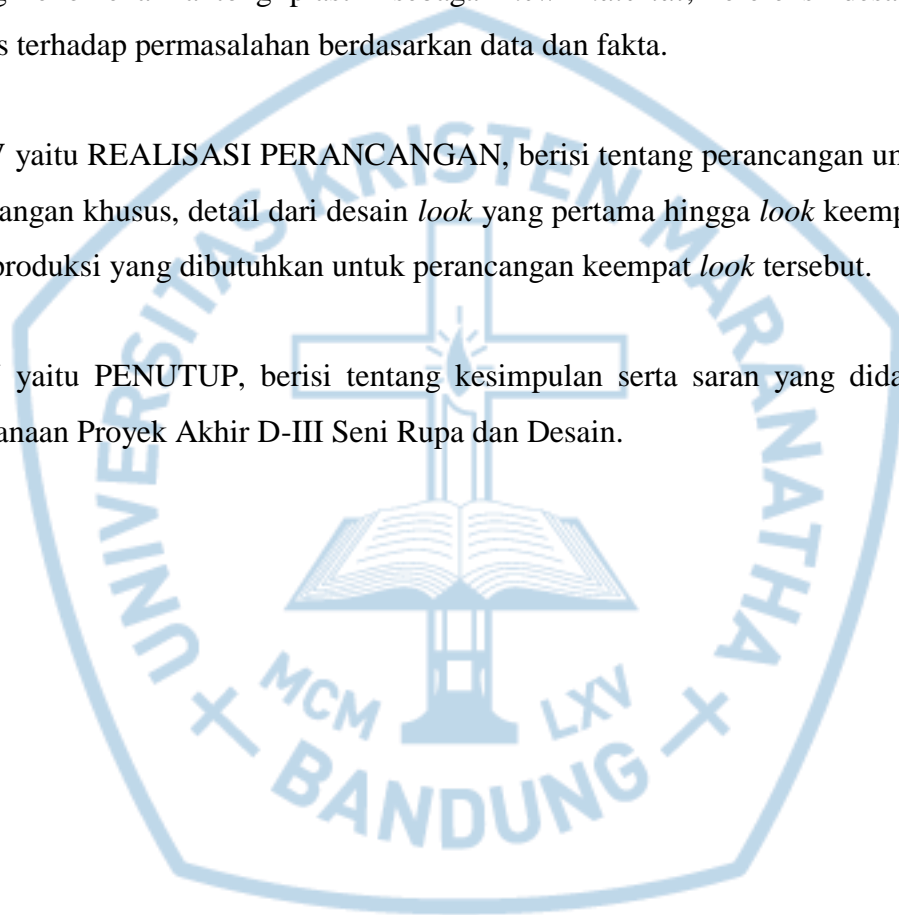 s terhadap permasalahan berdasarkan data dan fakta.
V yaitu REALISASI PERANCANGAN, berisi tentang perancangan un
angan khusus, detail dari desain look yang pertama hingga look keemp
produksi yang dibutuhkan untuk perancangan keempat look tersebut.
yaitu PENUTUP, berisi tentang kesimpulan serta saran yang dida
anaan Proyek Akhir D-III Seni Rupa dan Desain.
UNIVERSITAS KRISTEN MARANATHA
MCM LXV
BANDUNG